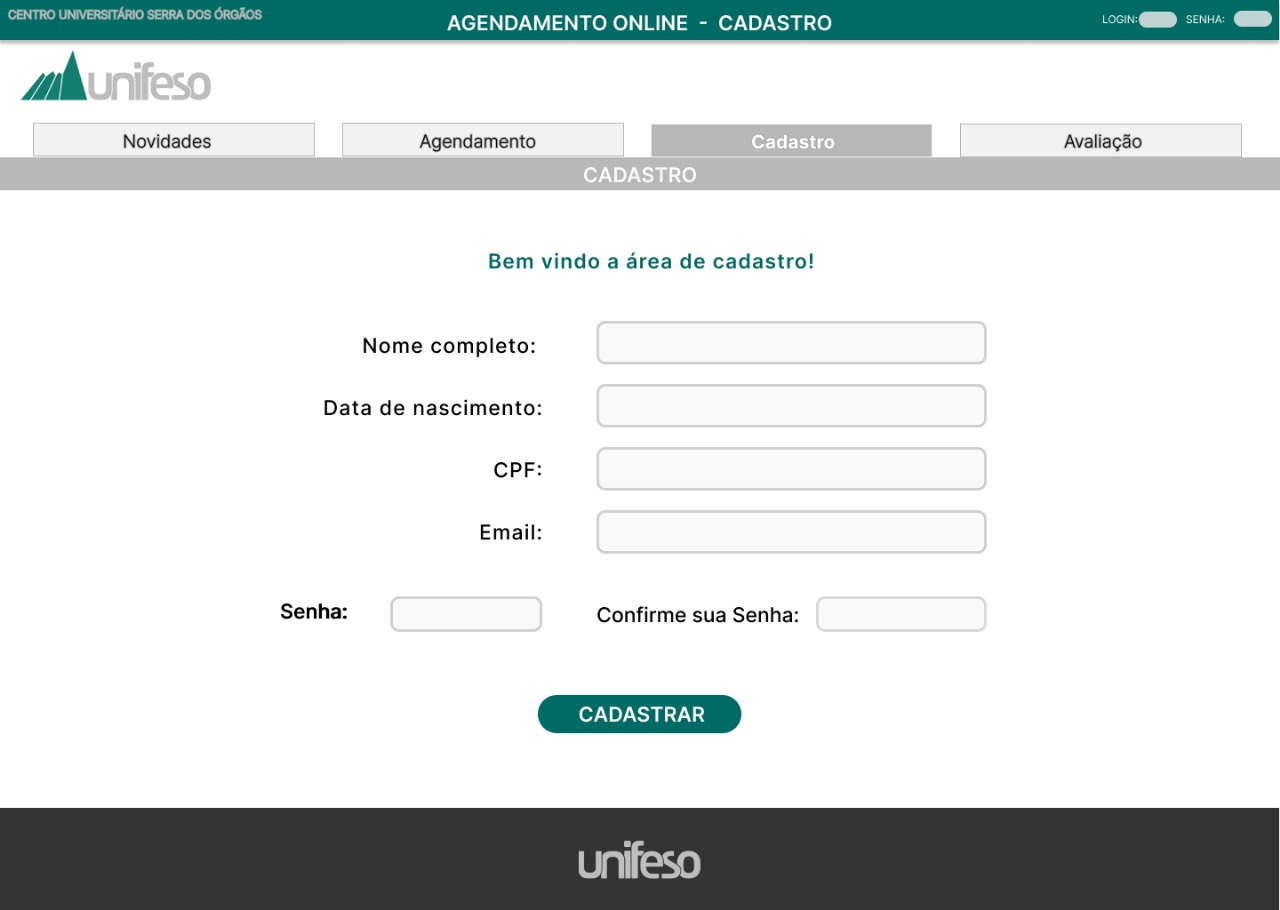 CENTRO UNIVERSITÁRIO SERRA DOS ÓRGÃOS
AGENDAMENTO ONLINE - CADASTRO
LOGIN: SENHA:
unifeso
Novidades Agendamento Cadastro Avaliação
CADASTRO
Bem vindo a área de cadastro!
Nome completo:
Data de nascimento:
CPF:
Email:
Senha: Confirme sua Senha:
CADASTRAR
unifeso